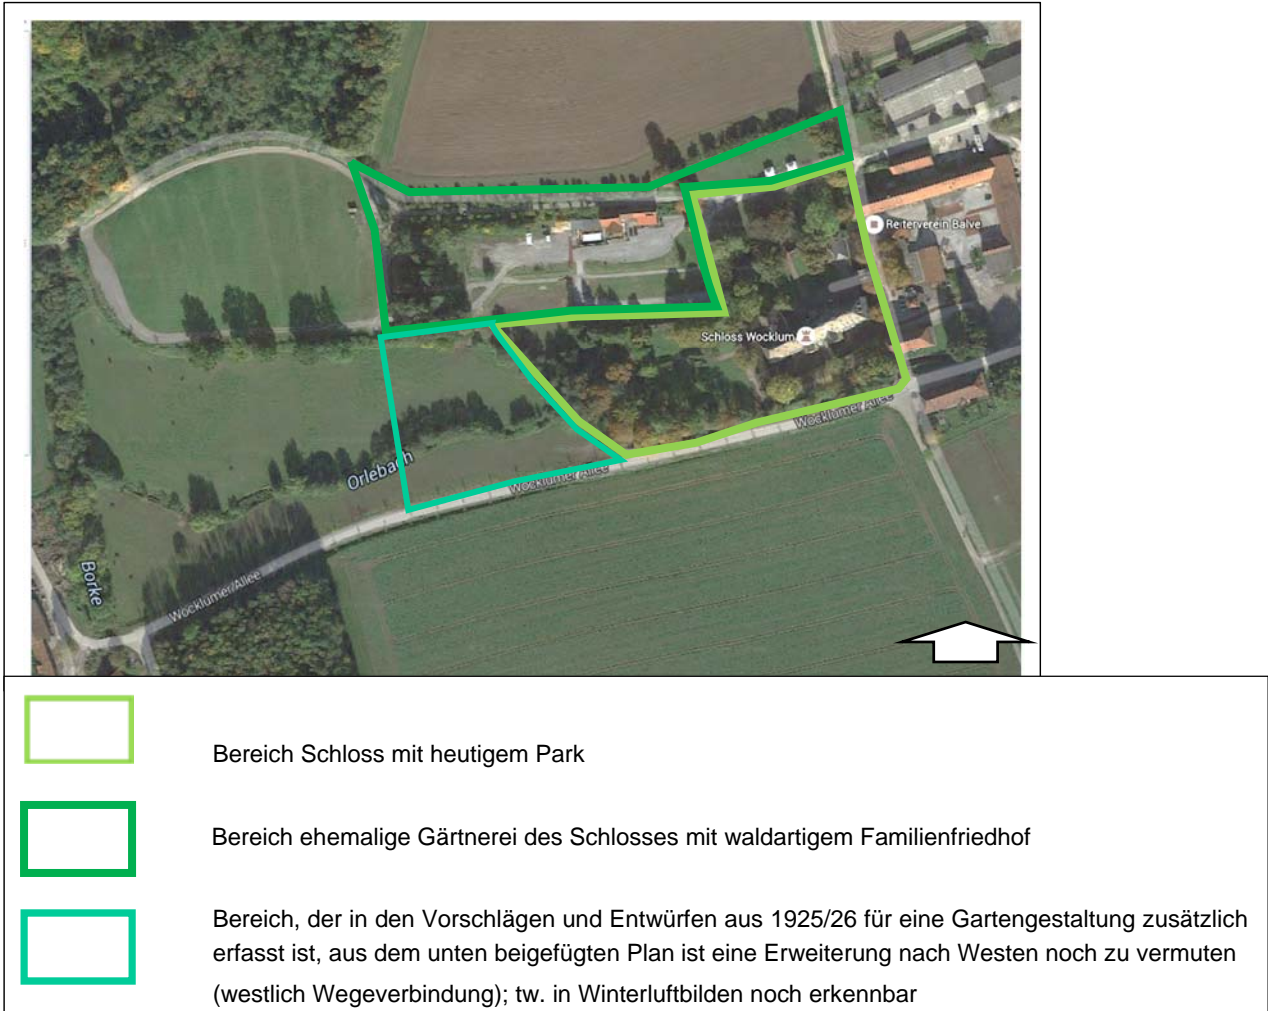 Reiterverein Balve
Schloss Wocklum
Wocklumer Allee
Orlebach
Wocklumer Allee
Borke
Wocklumer Allee
Bereich Schloss mit heutigem Park
Bereich ehemalige Gärtnerei des Schlosses mit waldartigem Familienfriedhof
Bereich, der in den Vorschlägen und Entwürfen aus 1925/26 für eine Gartengestaltung zusätzlich
erfasst ist, aus dem unten beigefügten Plan ist eine Erweiterung nach Westen noch zu vermuten
(westlich Wegeverbindung); tw. in Winterluftbilden noch erkennbar